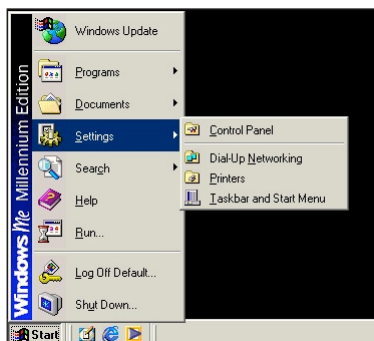 Windows Me Millennium Edition
Windows Update
Programs
Documents
Settings
Search
Help
Run...
Log Off Default...
Shut Down...
Control Panel
Dial-Up Networking
Printers
Taskbar and Start Menu
Start